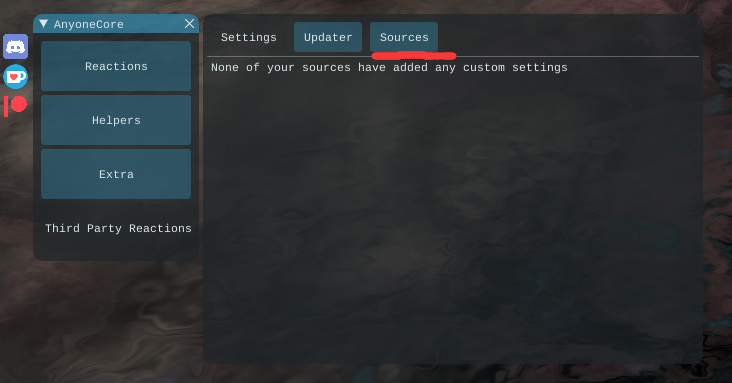 AnyoneCore
Reactions
Helpers
Extra
Third Party Reactions
Settings Updater Sources
None of your sources have added any custom settings